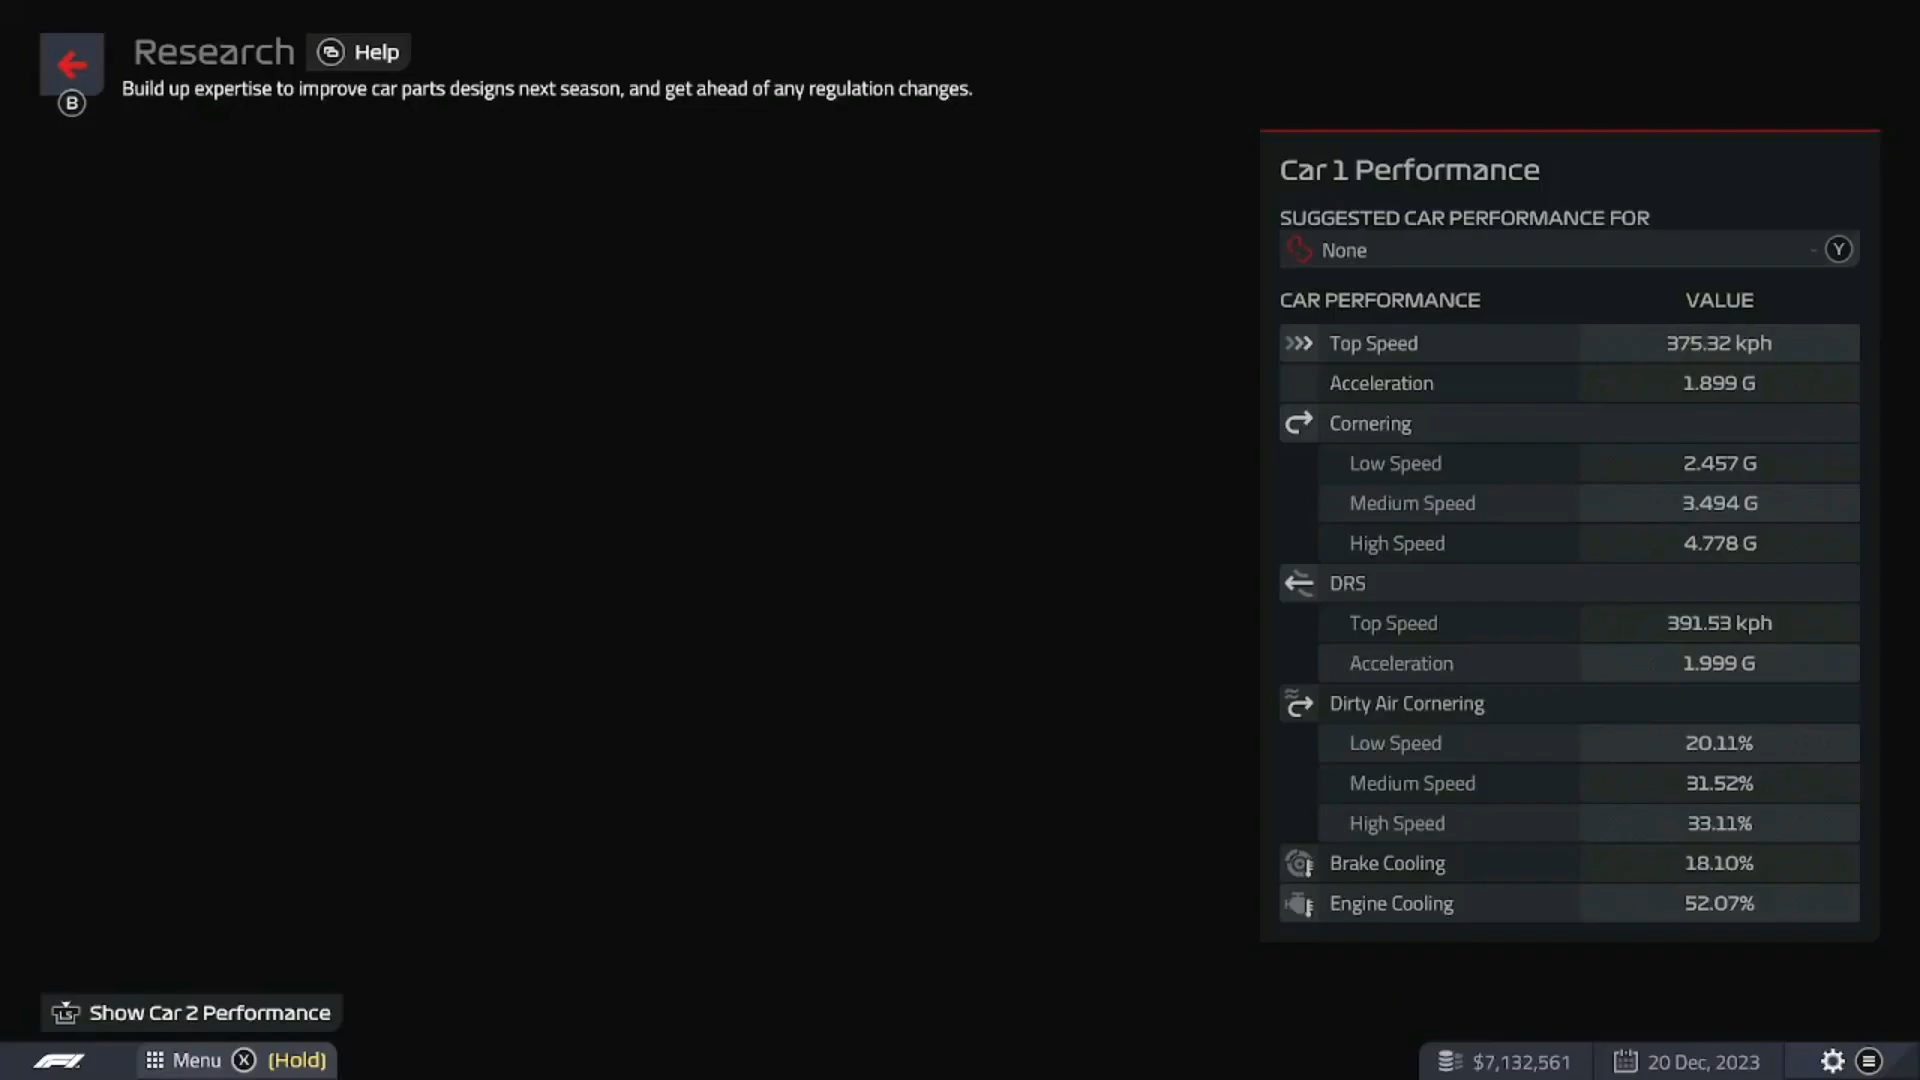 Research
Help
B
Build up expertise to improve car parts designs next season, and get ahead of any regulation changes.
Car 1 Performance
SUGGESTED CAR PERFORMANCE FOR
None - Y
CAR PERFORMANCE VALUE
Top Speed 375.32 kph
Acceleration 1.899 G
Cornering
Low Speed 2.457 G
Medium Speed 3.494 G
High Speed 4.778 G
DRS
Top Speed 391.53 kph
Acceleration 1.999 G
Dirty Air Cornering
Low Speed 20.11%
Medium Speed 31.52%
High Speed 33.11%
Brake Cooling 18.10%
Engine Cooling 52.07%
LS Show Car 2 Performance
F1 Menu X (Hold)
$7,132,561 20 Dec, 2023